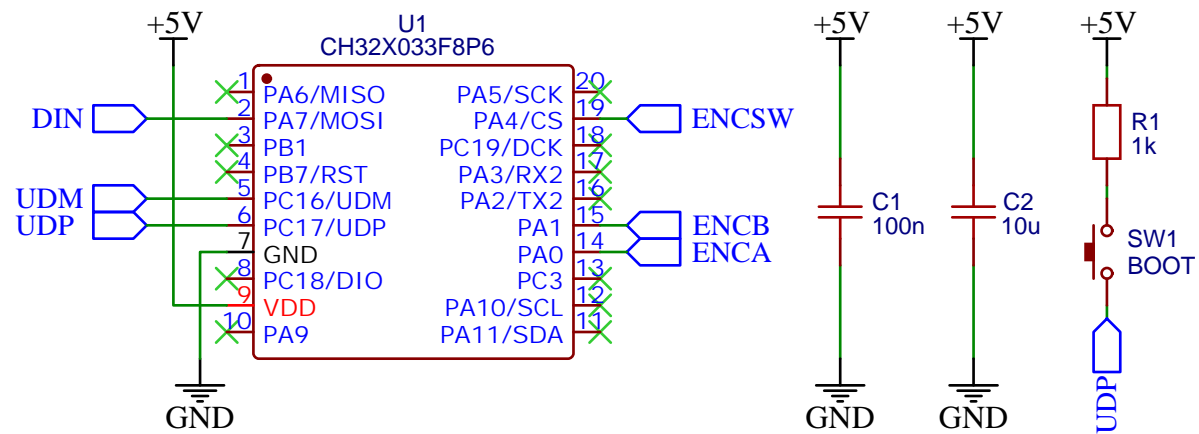 +5V
U1
CH32X033F8P6
1 PA6/MISO
DIN 2 PA7/MOSI
3 PB1
4 PB7/RST
UDM 5 PC16/UDM
UDP 6 PC17/UDP
7 GND
8 PC18/DIO
9 VDD
10 PA9
PA5/SCK 20
PA4/CS 19 ENCSW
PC19/DCK 18
PA3/RX2 17
PA2/TX2 16
PA1 15 ENCB
PA0 14 ENCA
PC3 13
PA10/SCL 12
PA11/SDA 11
GND
+5V
C1
100n
GND
+5V
C2
10u
GND
+5V
R1
1k
SW1
BOOT
UDP